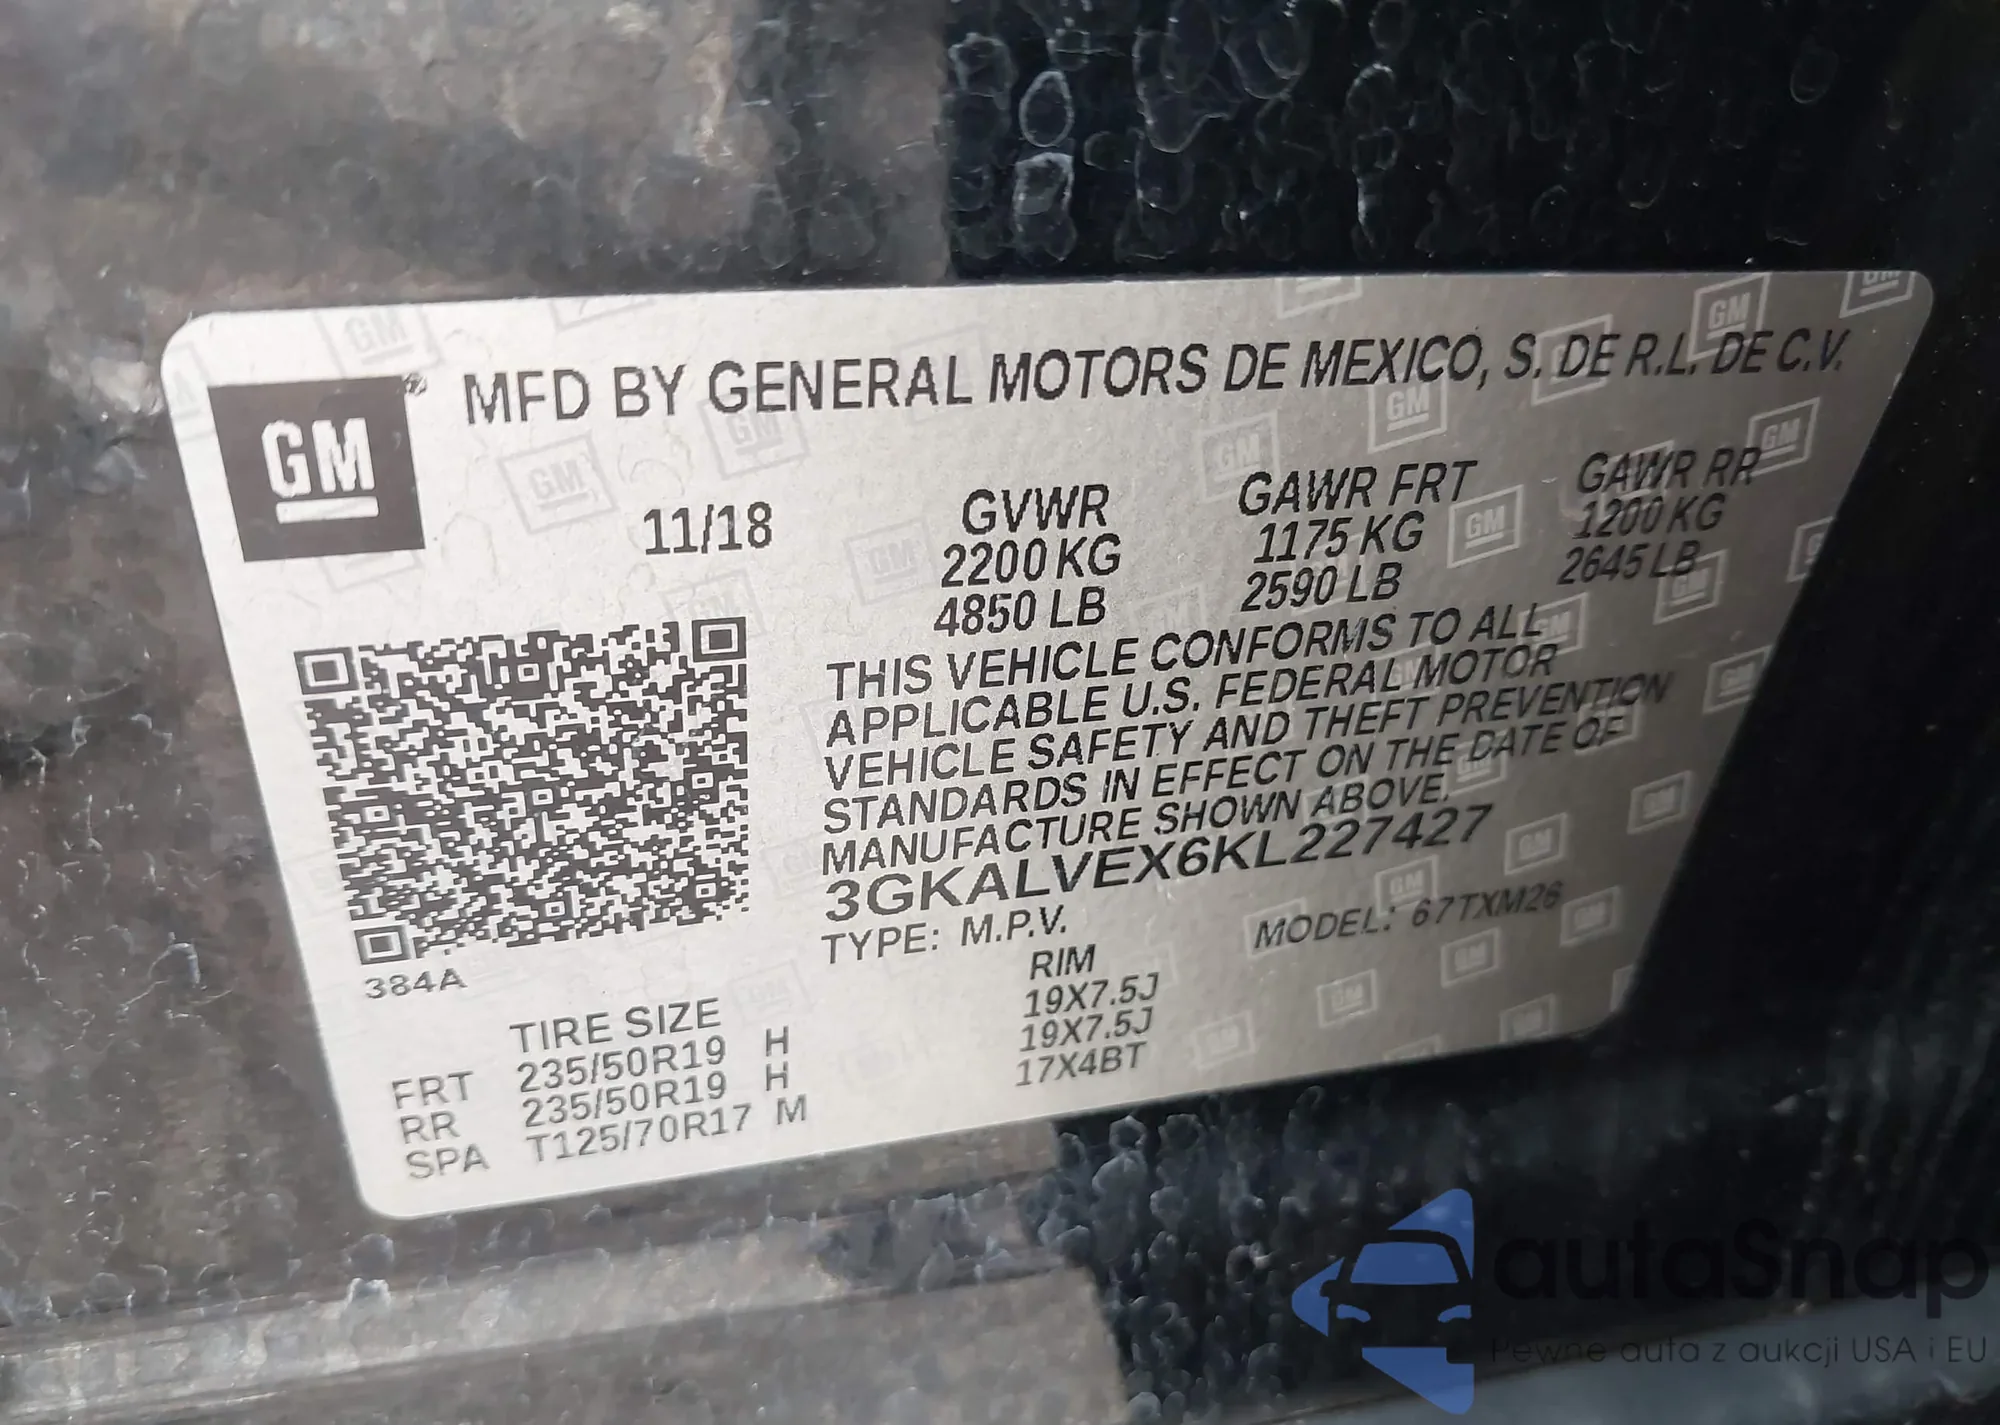 GM
MFD BY GENERAL MOTORS DE MEXICO, S. DE R.L. DE C.V.
11/18
GVWR
2200 KG
4850 LB
GAWR FRT
1175 KG
2590 LB
GAWR RR
1200 KG
2645 LB
THIS VEHICLE CONFORMS TO ALL
APPLICABLE U.S. FEDERAL MOTOR
VEHICLE SAFETY AND THEFT PREVENTION
STANDARDS IN EFFECT ON THE DATE OF
MANUFACTURE SHOWN ABOVE.
3GKALVEX6KL227427
TYPE: M.P.V. MODEL: 67TXM26
384A
TIRE SIZE RIM
FRT 235/50R19 H 19X7.5J
RR 235/50R19 H 19X7.5J
SPA T125/70R17 M 17X4BT
autaSnap
Pewne auta z aukcji USA i EU